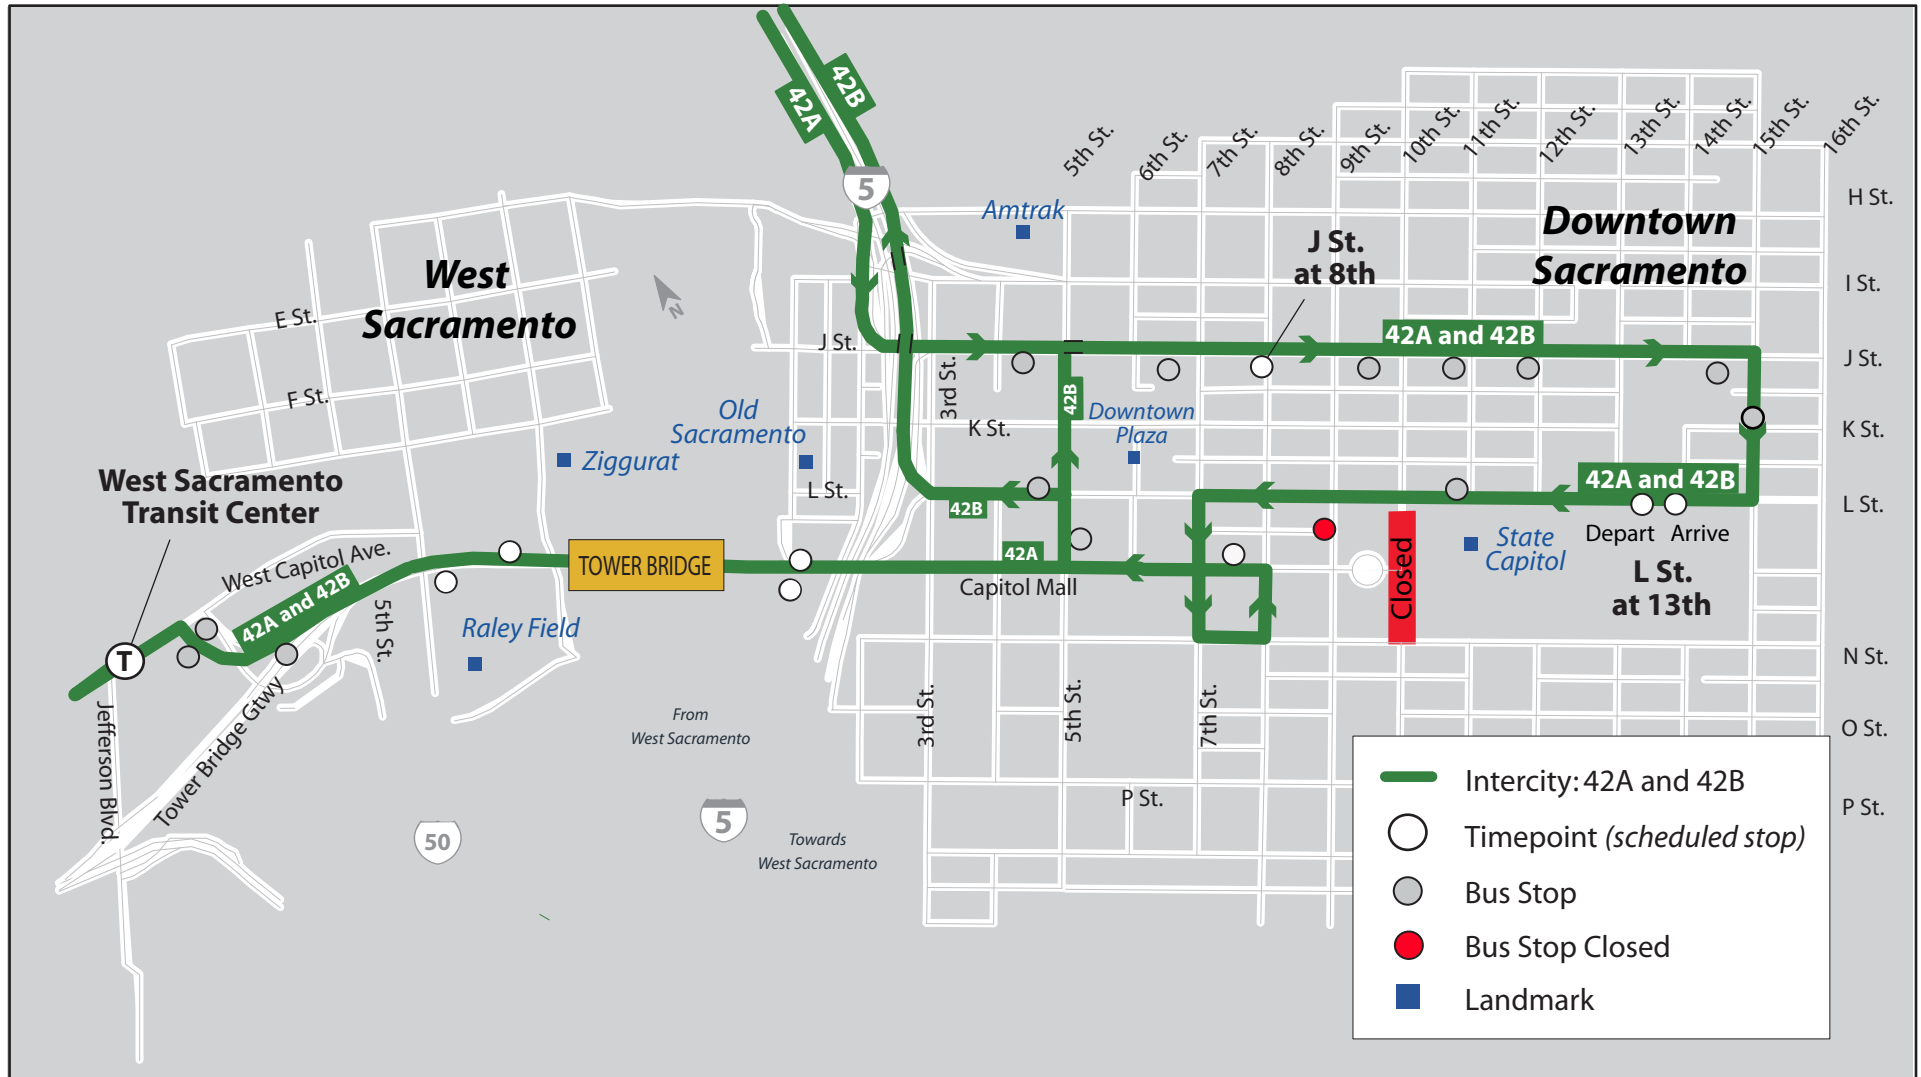 42A
42B
5
5th St.
6th St.
7th St.
8th St.
9th St.
10th St.
11th St.
12th St.
13th St.
14th St.
15th St.
16th St.
H St.
I St.
J St.
K St.
L St.
N St.
O St.
P St.
Amtrak
Downtown
Sacramento
J St.
at 8th
West
Sacramento
N
E St.
F St.
J St.
3rd St.
42A and 42B
42B
Old
Sacramento
K St.
Downtown
Plaza
Ziggurat
L St.
42B
42A and 42B
West Sacramento
Transit Center
Depart
Arrive
State
Capitol
L St.
at 13th
Closed
West Capitol Ave.
TOWER BRIDGE
42A
Capitol Mall
42A and 42B
5th St.
Raley Field
T
Jefferson Blvd.
Tower Bridge Gtwy
From
West Sacramento
3rd St.
5th St.
7th St.
P St.
50
5
Towards
West Sacramento
Intercity: 42A and 42B
Timepoint (scheduled stop)
Bus Stop
Bus Stop Closed
Landmark